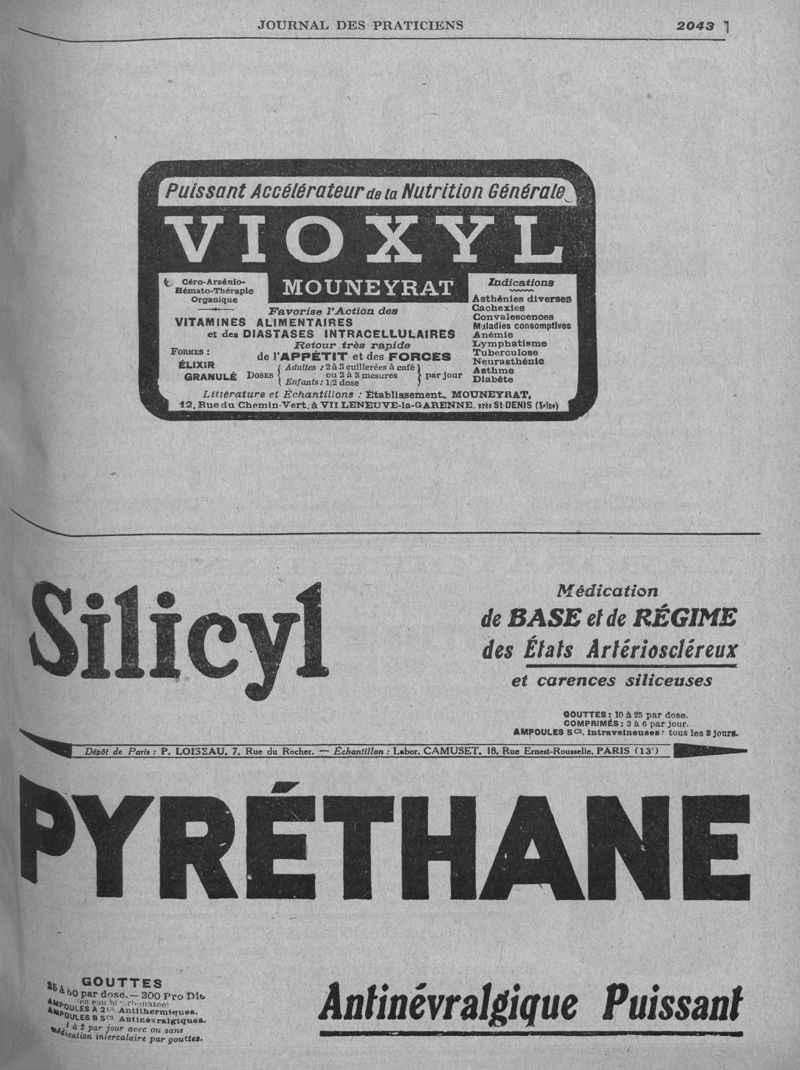 JOURNAL DES PRATICIENS
2043
Puissant Accélérateur de la Nutrition Générale
VIOXYL
MOUNEYRAT
Céro-Arsénio-
Hémato-Thérapie
Organique
Favorise l'Action des
VITAMINES ALIMENTAIRES
et des DIASTASES INTRACELLULAIRES
Retour très rapide
de l'APPÉTIT et des FORCES
FORMES :
ÉLIXIR
GRANULÉ
DOSES
Adultes : 2 à 3 cuillerées à café
ou 2 à 3 mesures
Enfants : 1/2 dose
par jour
Indications
Asthénies diverses
Cachexies
Convalescences
Maladies consomptives
Anémie
Lymphatisme
Tuberculose
Neurasthénie
Asthme
Diabète
Littérature et Échantillons : Établissement MOUNEYRAT,
12, Rue du Chemin-Vert, à VILLENEUVE-la-GARENNE, près St-DENIS (Seine)
Silicyl
Médication
de BASE et de RÉGIME
des États Artérioscléreux
et carences siliceuses
GOUTTES : 10 à 25 par dose.
COMPRIMÉS : 3 à 6 par jour.
AMPOULES 5cs. intraveineuses : tous les 2 jours.
Dépôt de Paris : P. LOISEAU, 7, Rue du Rocher. — Échantillon : Labor. CAMUSET, 18, Rue Ernest-Rousselle, PARIS (13e)
PYRÉTHANE
GOUTTES
25 à 50 par dose. — 300 Pro Die
(en eau bicarbonatée)
AMPOULES A 2cs. Antithermiques.
AMPOULES B 5cs. Antinévralgiques.
1 à 2 par jour avec ou sans
médication intercalaire par gouttes.
Antinévralgique Puissant